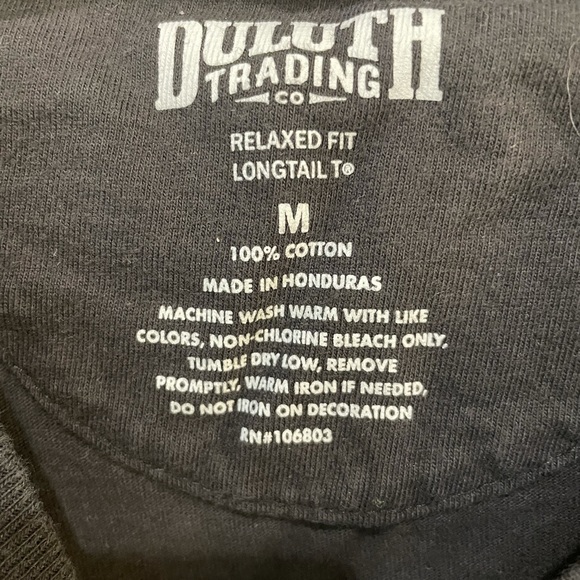 DULUTH
TRADING
CO
RELAXED FIT
LONGTAIL T®
M
100% COTTON
MADE IN HONDURAS
MACHINE WASH WARM WITH LIKE
COLORS, NON-CHLORINE BLEACH ONLY,
TUMBLE DRY LOW, REMOVE
PROMPTLY, WARM IRON IF NEEDED,
DO NOT IRON ON DECORATION
RN#106803